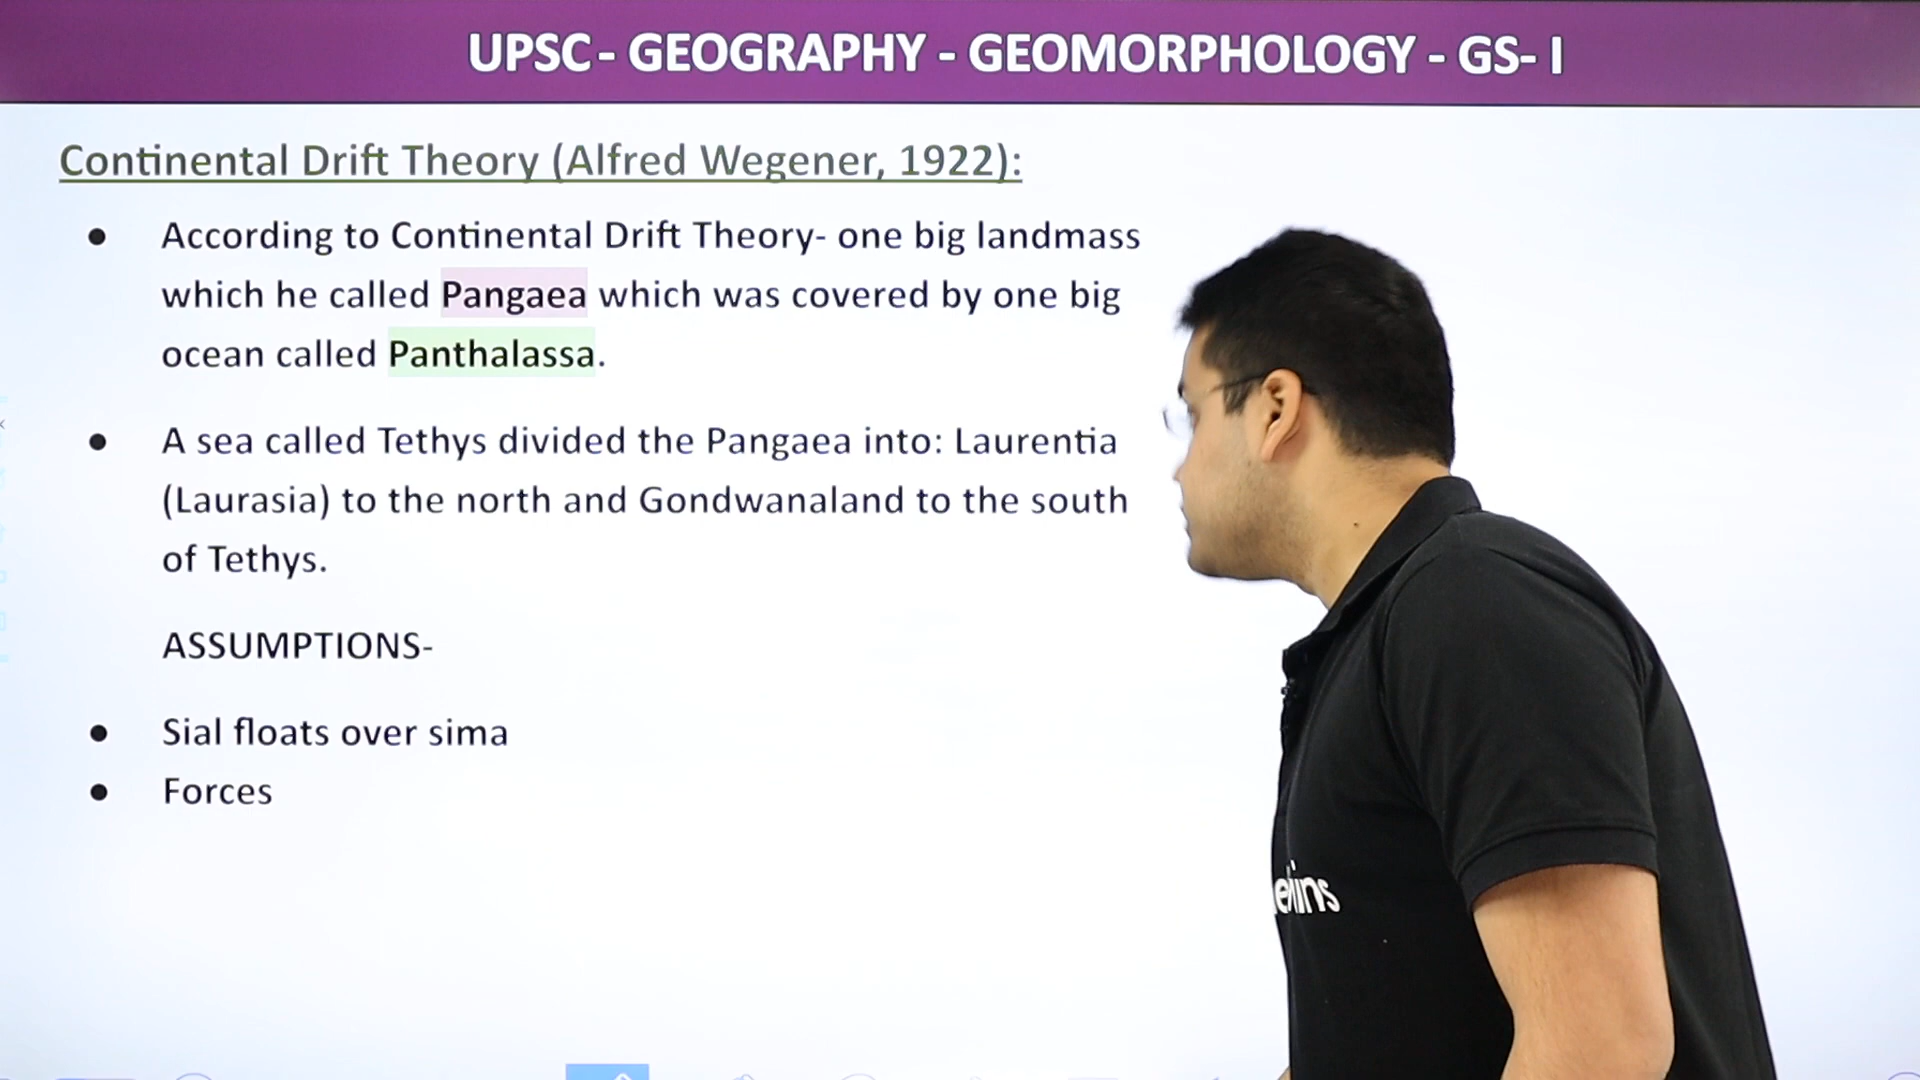 UPSC - GEOGRAPHY - GEOMORPHOLOGY - GS- I
Continental Drift Theory (Alfred Wegener, 1922):
● According to Continental Drift Theory- one big landmass
which he called Pangaea which was covered by one big
ocean called Panthalassa.
● A sea called Tethys divided the Pangaea into: Laurentia
(Laurasia) to the north and Gondwanaland to the south
of Tethys.
ASSUMPTIONS-
● Sial floats over sima
● Forces